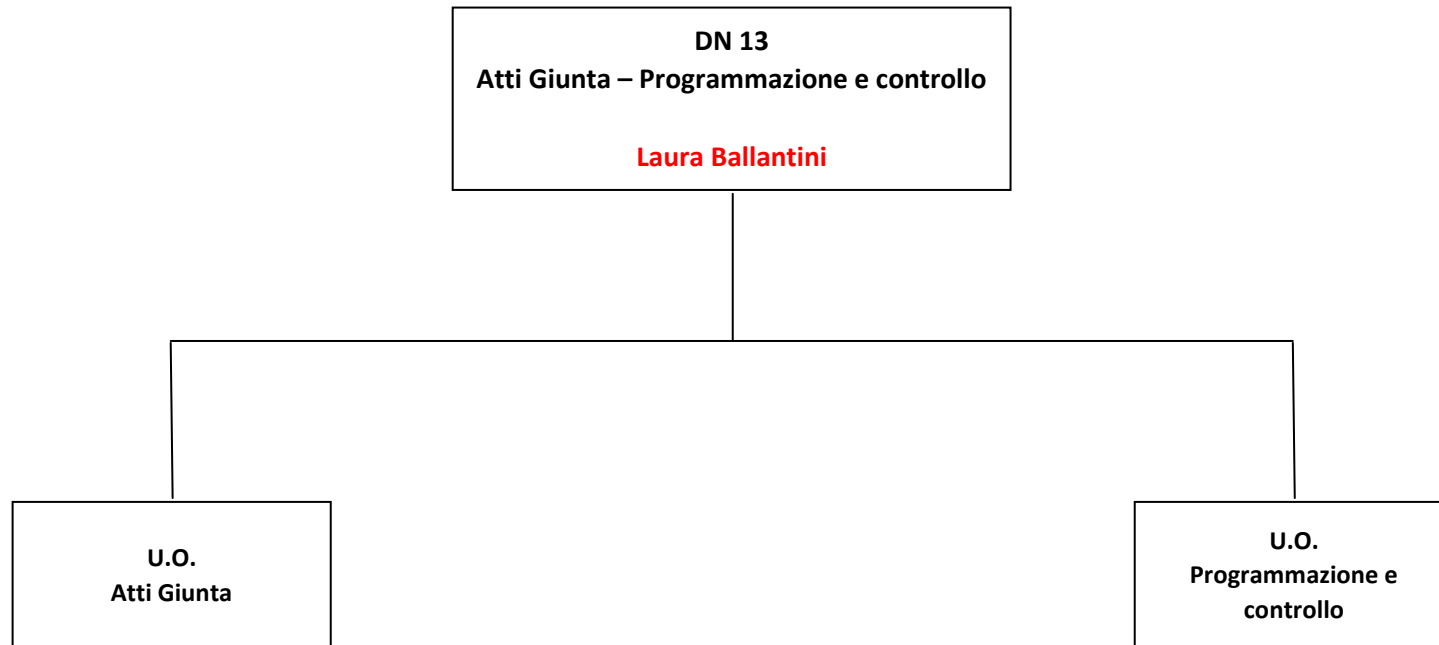 DN 13
Atti Giunta – Programmazione e controllo
Laura Ballantini
U.O.
Atti Giunta
U.O.
Programmazione e
controllo